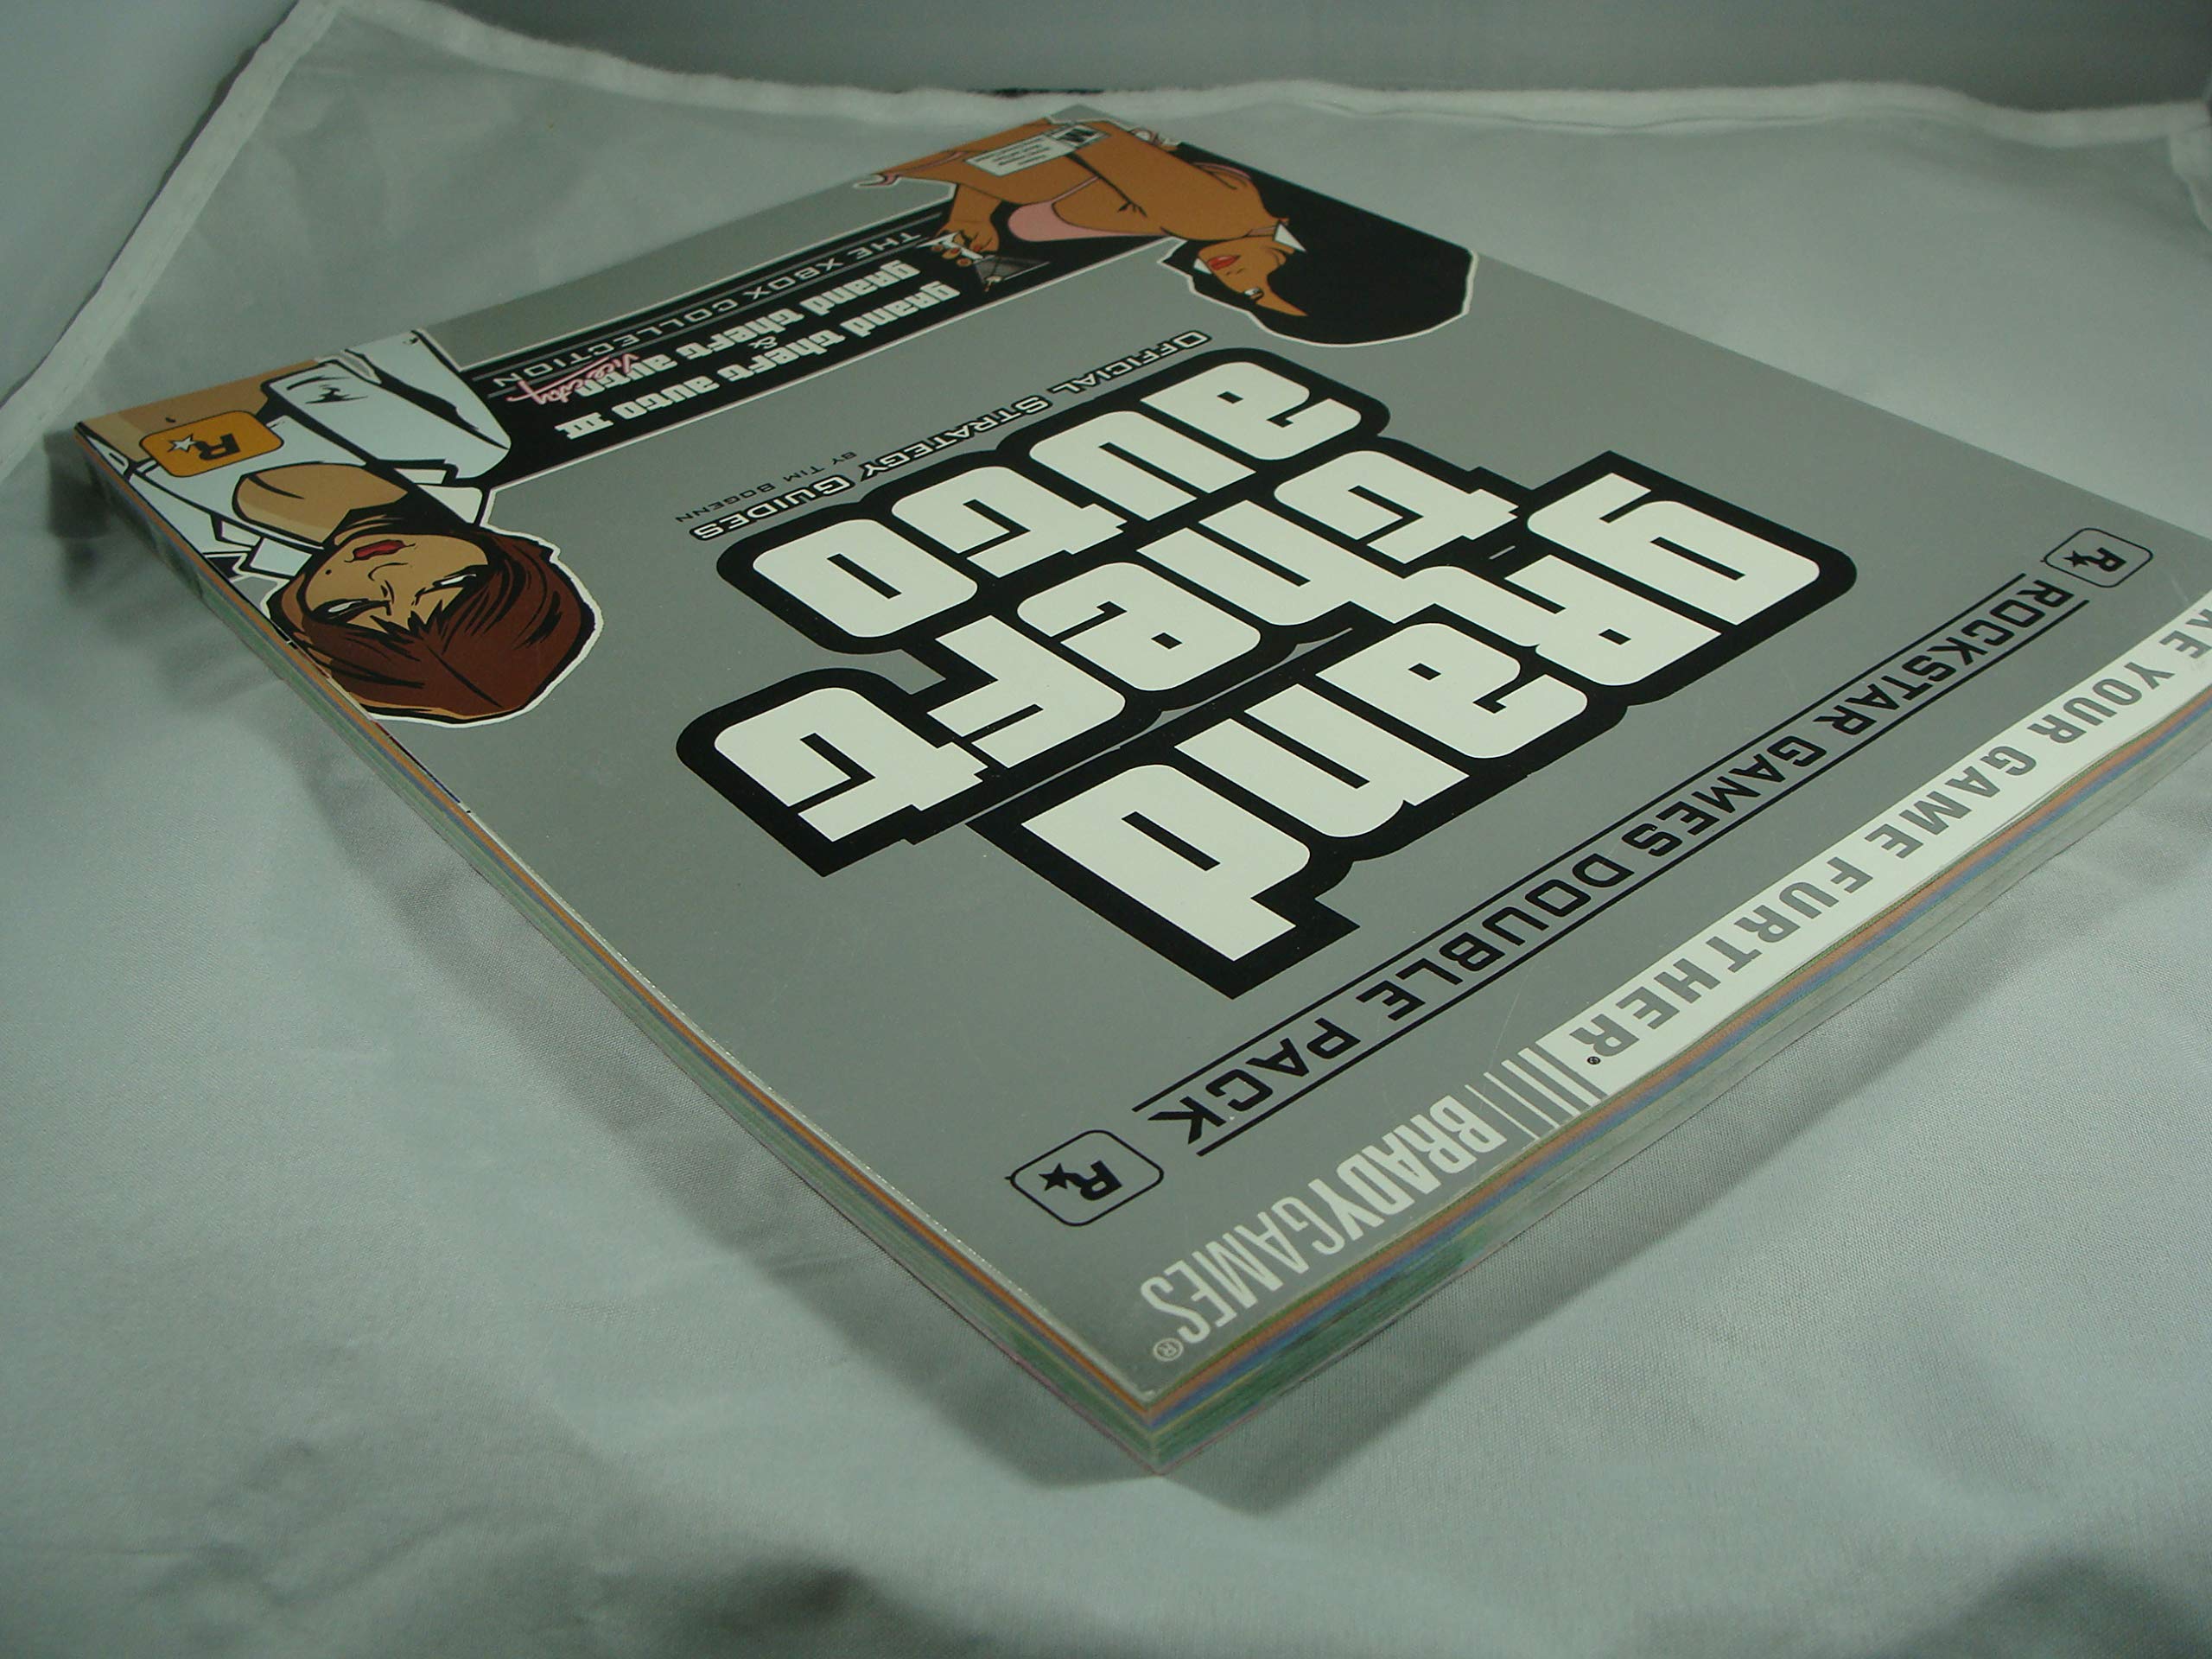 KE YOUR GAME FURTHER® BRADYGAMES®
R ROCKSTAR GAMES DOUBLE PACK R
grand
theft
auto
OFFICIAL STRATEGY GUIDES
BY TIM BOGENN
grand theft auto III
&
grand theft auto
Vice City
THE XBOX COLLECTION
M
R